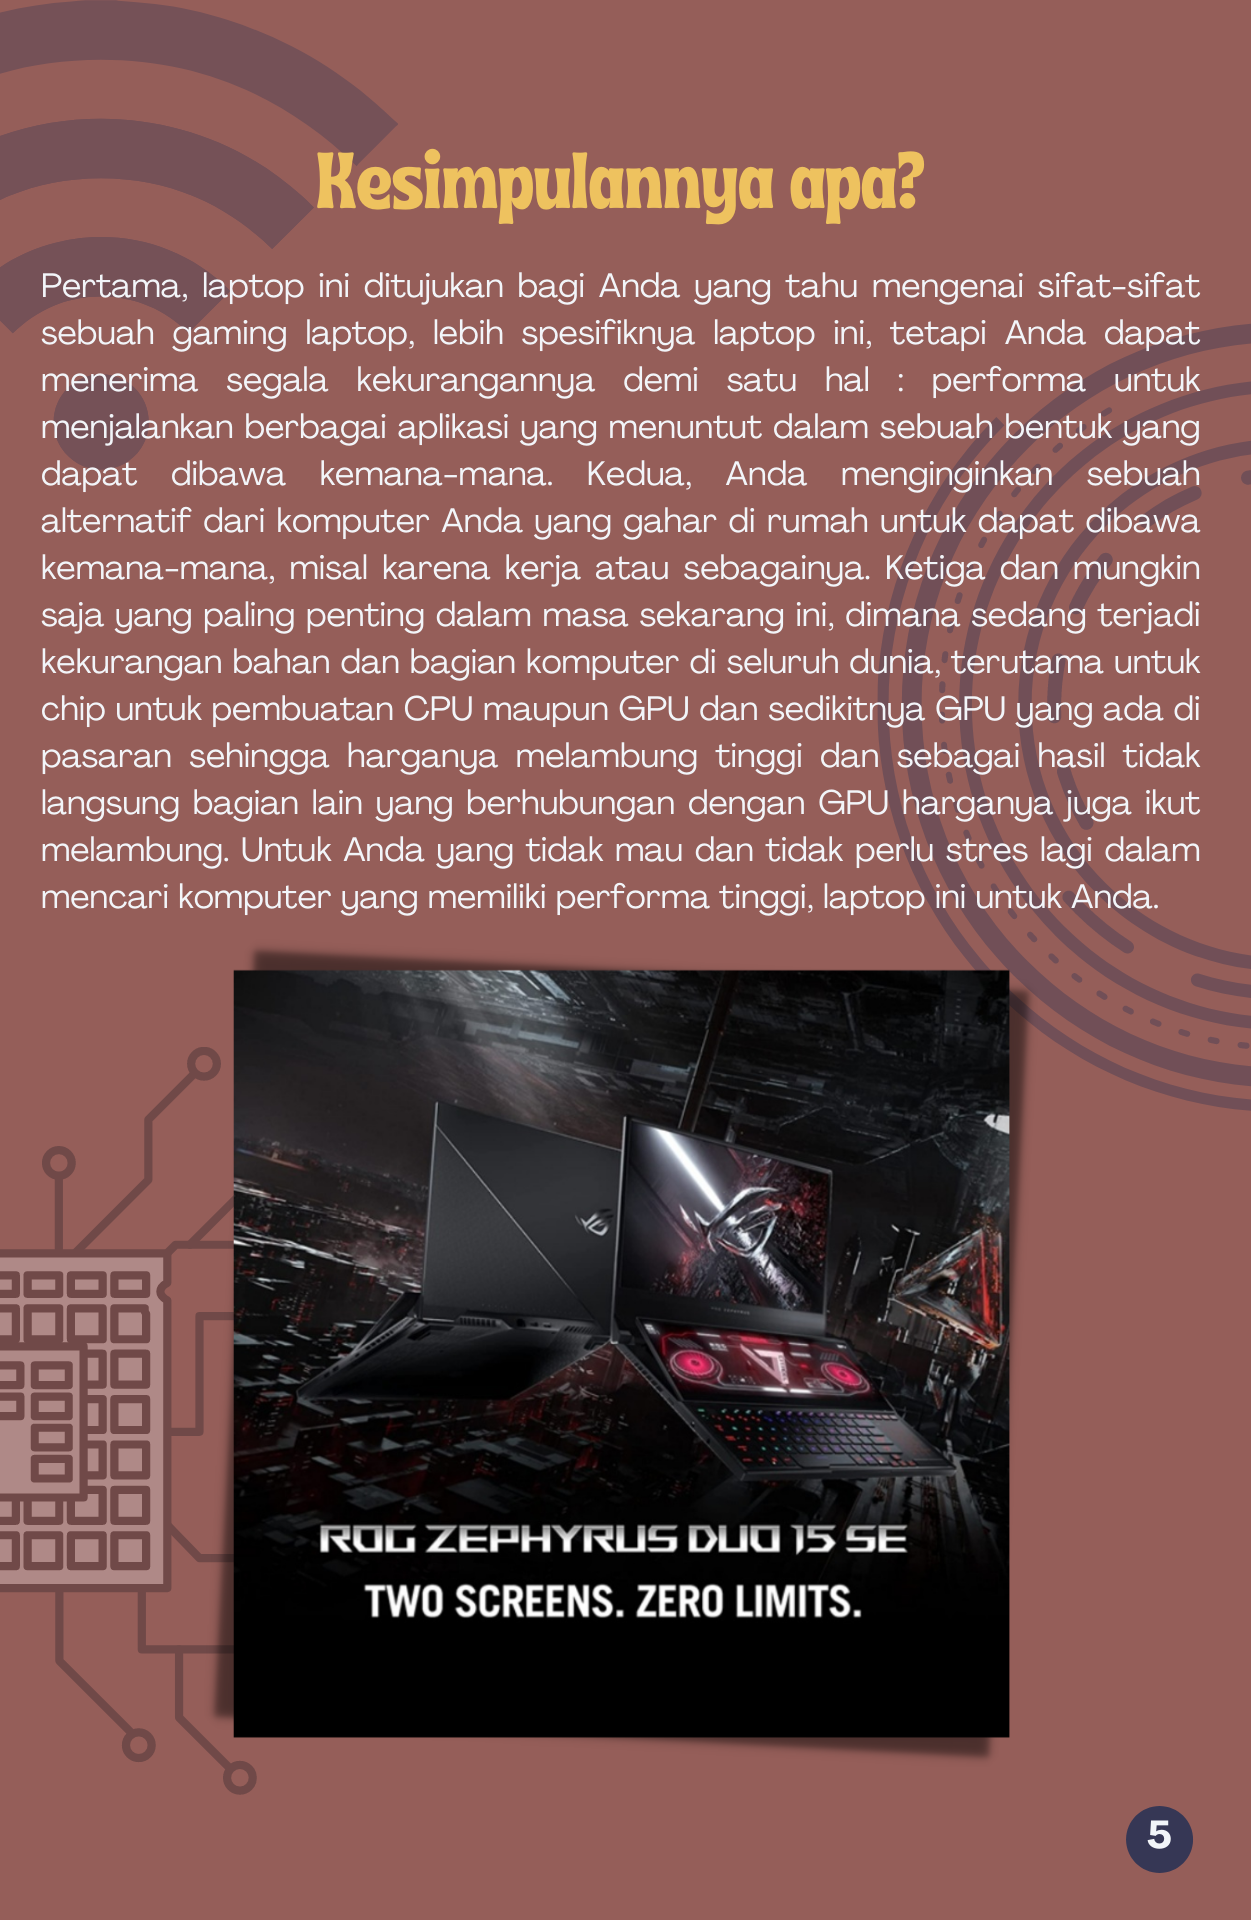 Kesimpulannya apa?
Pertama, laptop ini ditujukan bagi Anda yang tahu mengenai sifat-sifat
sebuah gaming laptop, lebih spesifiknya laptop ini, tetapi Anda dapat
menerima segala kekurangannya demi satu hal : performa untuk
menjalankan berbagai aplikasi yang menuntut dalam sebuah bentuk yang
dapat dibawa kemana-mana. Kedua, Anda menginginkan sebuah
alternatif dari komputer Anda yang gahar di rumah untuk dapat dibawa
kemana-mana, misal karena kerja atau sebagainya. Ketiga dan mungkin
saja yang paling penting dalam masa sekarang ini, dimana sedang terjadi
kekurangan bahan dan bagian komputer di seluruh dunia, terutama untuk
chip untuk pembuatan CPU maupun GPU dan sedikitnya GPU yang ada di
pasaran sehingga harganya melambung tinggi dan sebagai hasil tidak
langsung bagian lain yang berhubungan dengan GPU harganya juga ikut
melambung. Untuk Anda yang tidak mau dan tidak perlu stres lagi dalam
mencari komputer yang memiliki performa tinggi, laptop ini untuk Anda.
ROG ZEPHYRUS DUO 15 SE
TWO SCREENS. ZERO LIMITS.
5